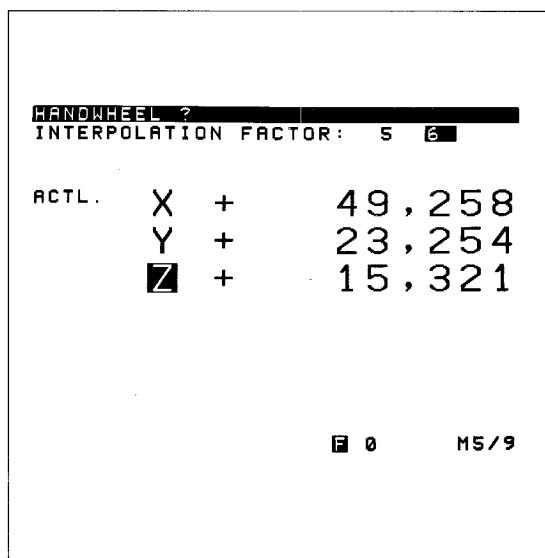 HANDWHEEL ?
INTERPOLATION FACTOR: 5 6
ACTL. X + 49,258
Y + 23,254
Z + 15,321
F 0 M5/9